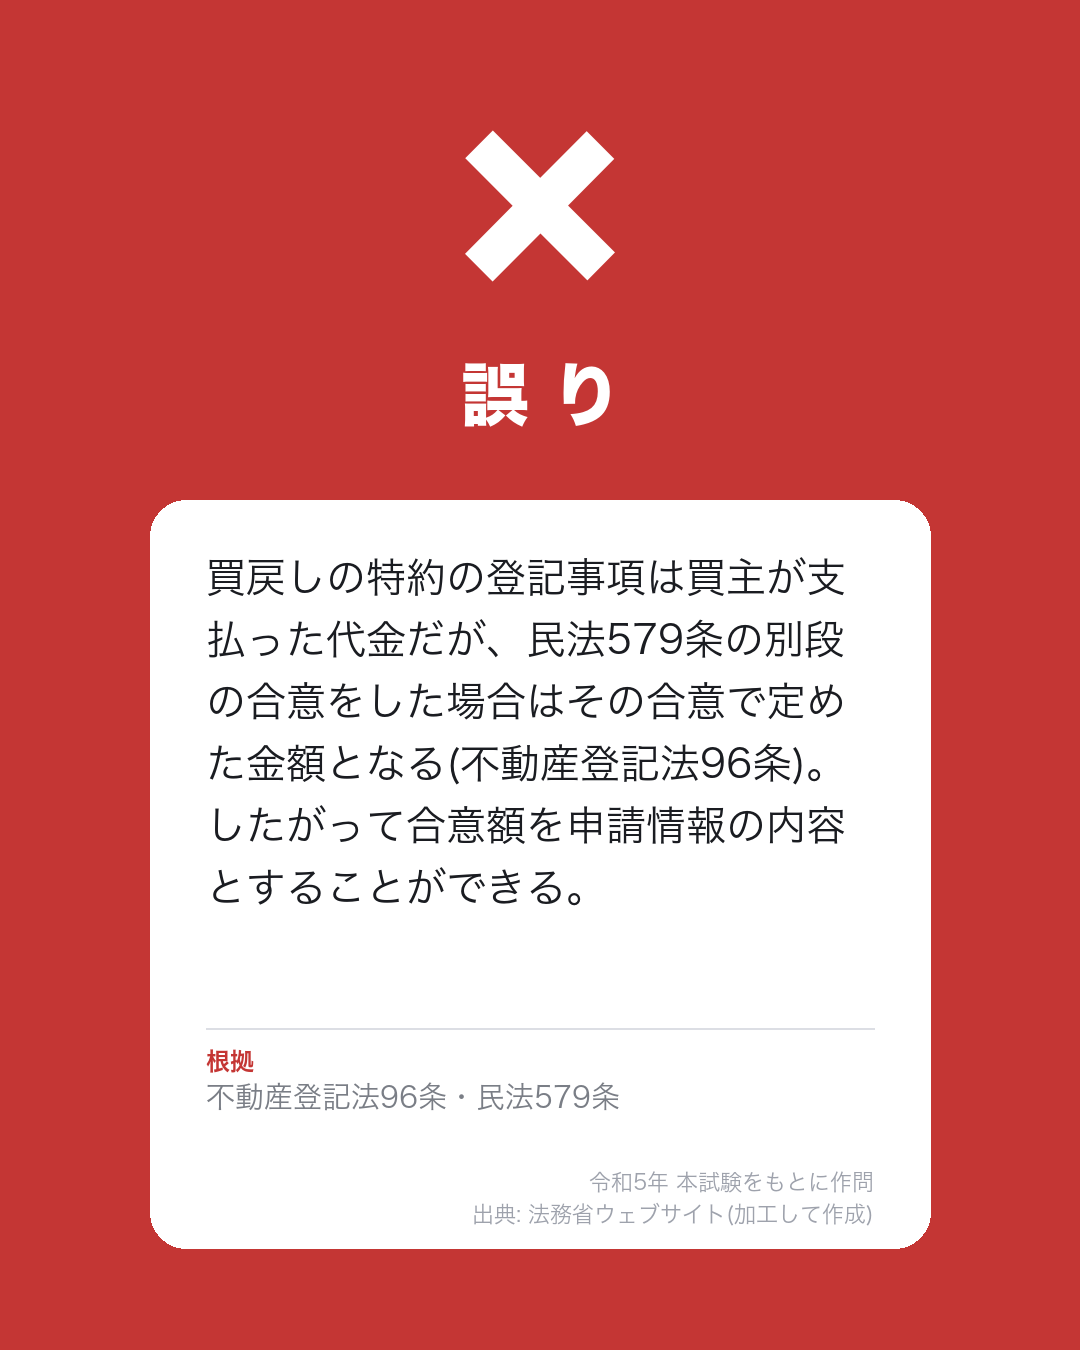 誤り
買戻しの特約の登記事項は買主が支
払った代金だが、民法579条の別段
の合意をした場合はその合意で定め
た金額となる(不動産登記法96条)。
したがって合意額を申請情報の内容
とすることができる。
根拠
不動産登記法96条・民法579条
令和5年 本試験をもとに作問
出典: 法務省ウェブサイト(加工して作成)